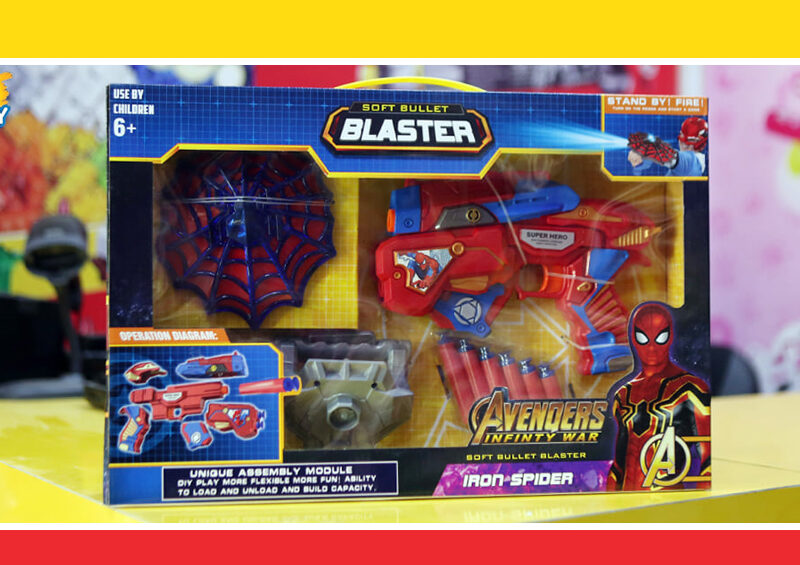 USE BY
CHILDREN
6+
SOFT BULLET
BLASTER
STAND BY! FIRE!
SUPER HERO
OPERATION DIAGRAM:
AVENGERS
INFINTY WAR
SOFT BULLET BLASTER
IRON SPIDER
UNIQUE ASSEMBLY MODULE
DIY PLAY MORE FLEXIBLE MORE FUN! ABILITY
TO LOAD AND UNLOAD AND BUILD CAPACITY.